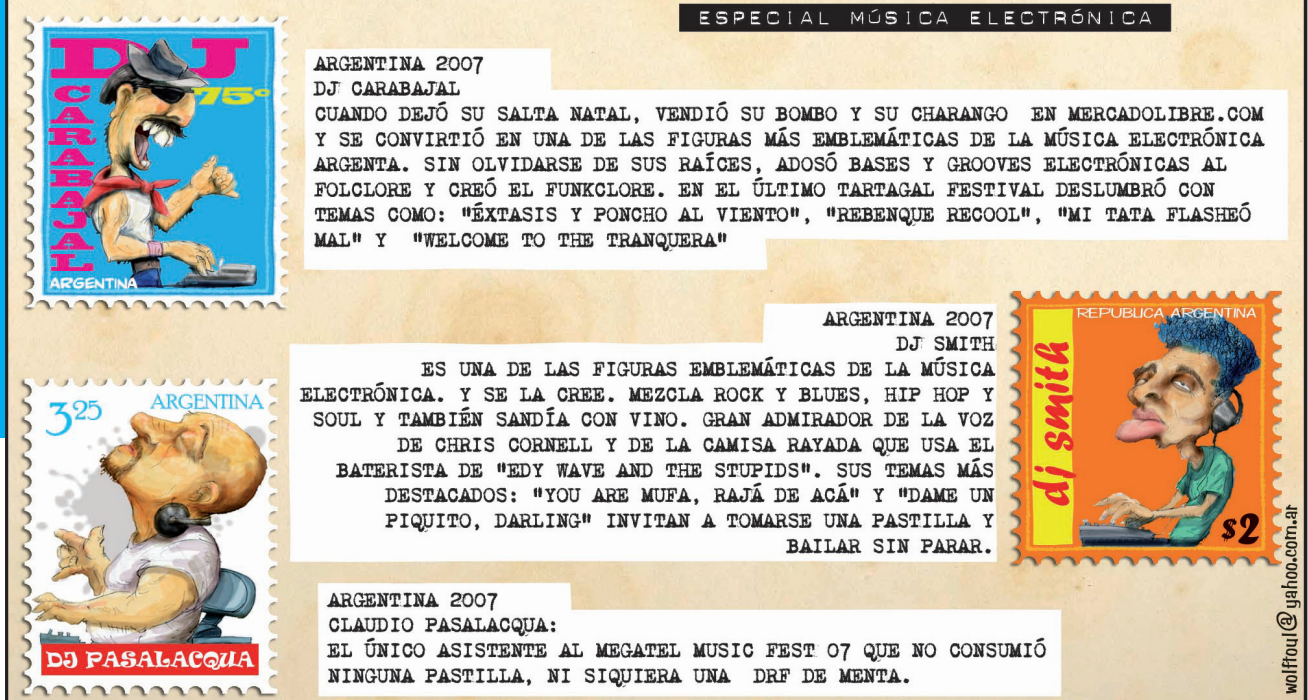 ESPECIAL MÚSICA ELECTRÓNICA
DJ
CARABAJAL
75º
ARGENTINA
ARGENTINA 2007
DJ CARABAJAL
CUANDO DEJÓ SU SALTA NATAL, VENDIÓ SU BOMBO Y SU CHARANGO EN MERCADOLIBRE.COM
Y SE CONVIRTIÓ EN UNA DE LAS FIGURAS MÁS EMBLEMÁTICAS DE LA MÚSICA ELECTRÓNICA
ARGENTA. SIN OLVIDARSE DE SUS RAÍCES, ADOSÓ BASES Y GROOVES ELECTRÓNICAS AL
FOLCLORE Y CREÓ EL FUNKCLORE. EN EL ÚLTIMO TARTAGAL FESTIVAL DESLUMBRÓ CON
TEMAS COMO: "ÉXTASIS Y PONCHO AL VIENTO", "REBENQUE RECOOL", "MI TATA FLASHEÓ
MAL" Y "WELCOME TO THE TRANQUERA"
ARGENTINA 2007
DJ SMITH
ES UNA DE LAS FIGURAS EMBLEMÁTICAS DE LA MÚSICA
ELECTRÓNICA. Y SE LA CREE. MEZCLA ROCK Y BLUES, HIP HOP Y
SOUL Y TAMBIÉN SANDÍA CON VINO. GRAN ADMIRADOR DE LA VOZ
DE CHRIS CORNELL Y DE LA CAMISA RAYADA QUE USA EL
BATERISTA DE "EDY WAVE AND THE STUPIDS". SUS TEMAS MÁS
DESTACADOS: "YOU ARE MUFA, RAJÁ DE ACÁ" Y "DAME UN
PIQUITO, DARLING" INVITAN A TOMARSE UNA PASTILLA Y
BAILAR SIN PARAR.
REPUBLICA ARGENTINA
dj smith
$2
3.25
ARGENTINA
DJ PASALACQUA
ARGENTINA 2007
CLAUDIO PASALACQUA:
EL ÚNICO ASISTENTE AL MEGATEL MUSIC FEST 07 QUE NO CONSUMIÓ
NINGUNA PASTILLA, NI SIQUIERA UNA DRF DE MENTA.
wolffoul@yahoo.com.ar